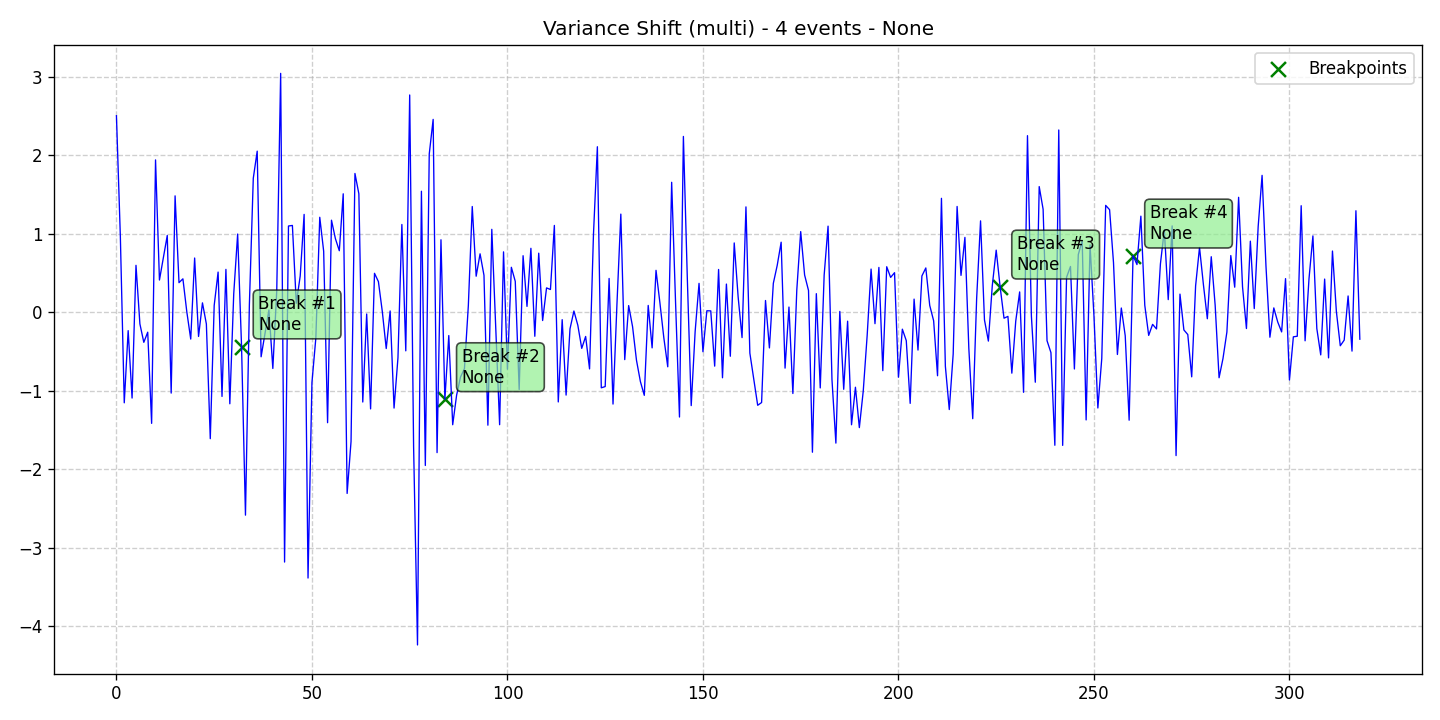 Variance Shift (multi) - 4 events - None
Breakpoints
3
2
1
0
−1
−2
−3
−4
Break #1
None
Break #2
None
Break #3
None
Break #4
None
0
50
100
150
200
250
300